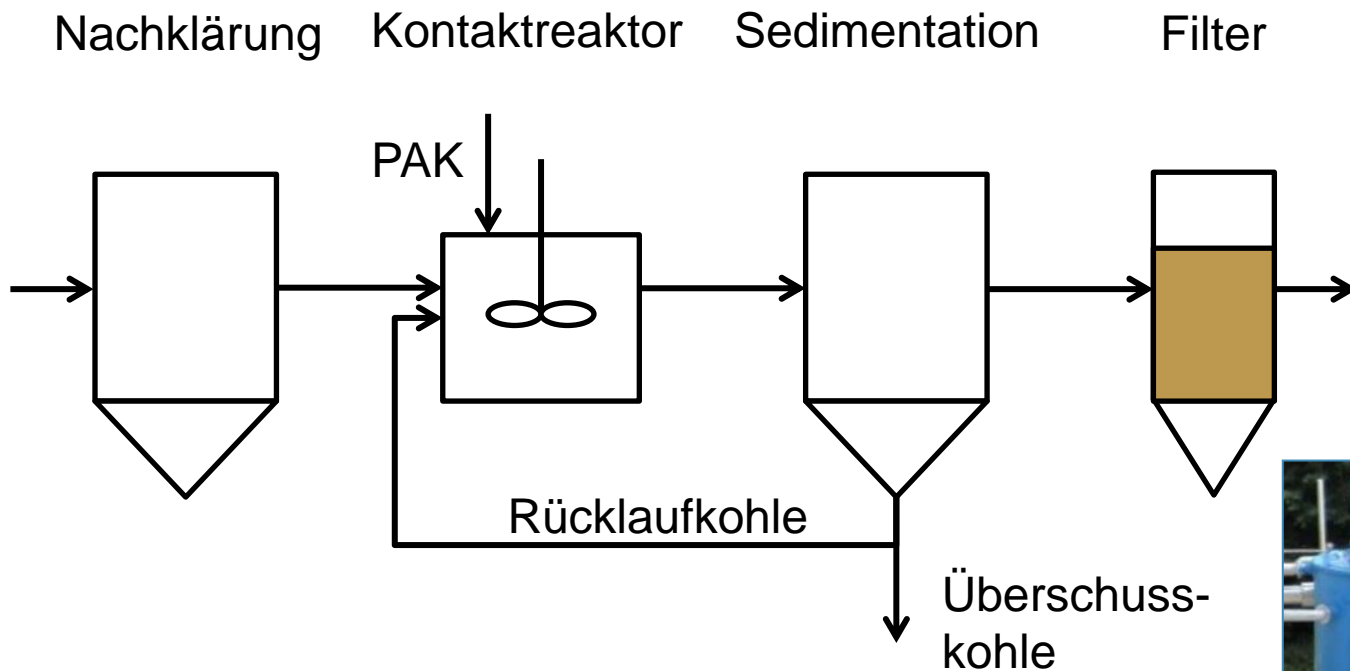 Nachklärung Kontaktreaktor Sedimentation Filter
PAK
Rücklaufkohle
Überschuss-
kohle